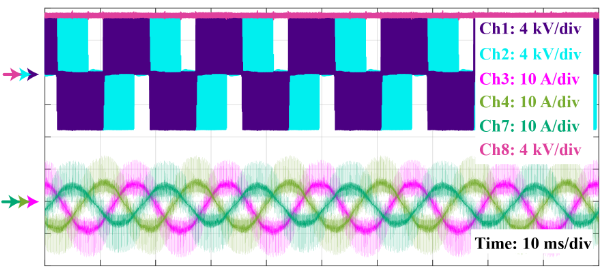 Ch1: 4 kV/div
Ch2: 4 kV/div
Ch3: 10 A/div
Ch4: 10 A/div
Ch7: 10 A/div
Ch8: 4 kV/div
Time: 10 ms/div